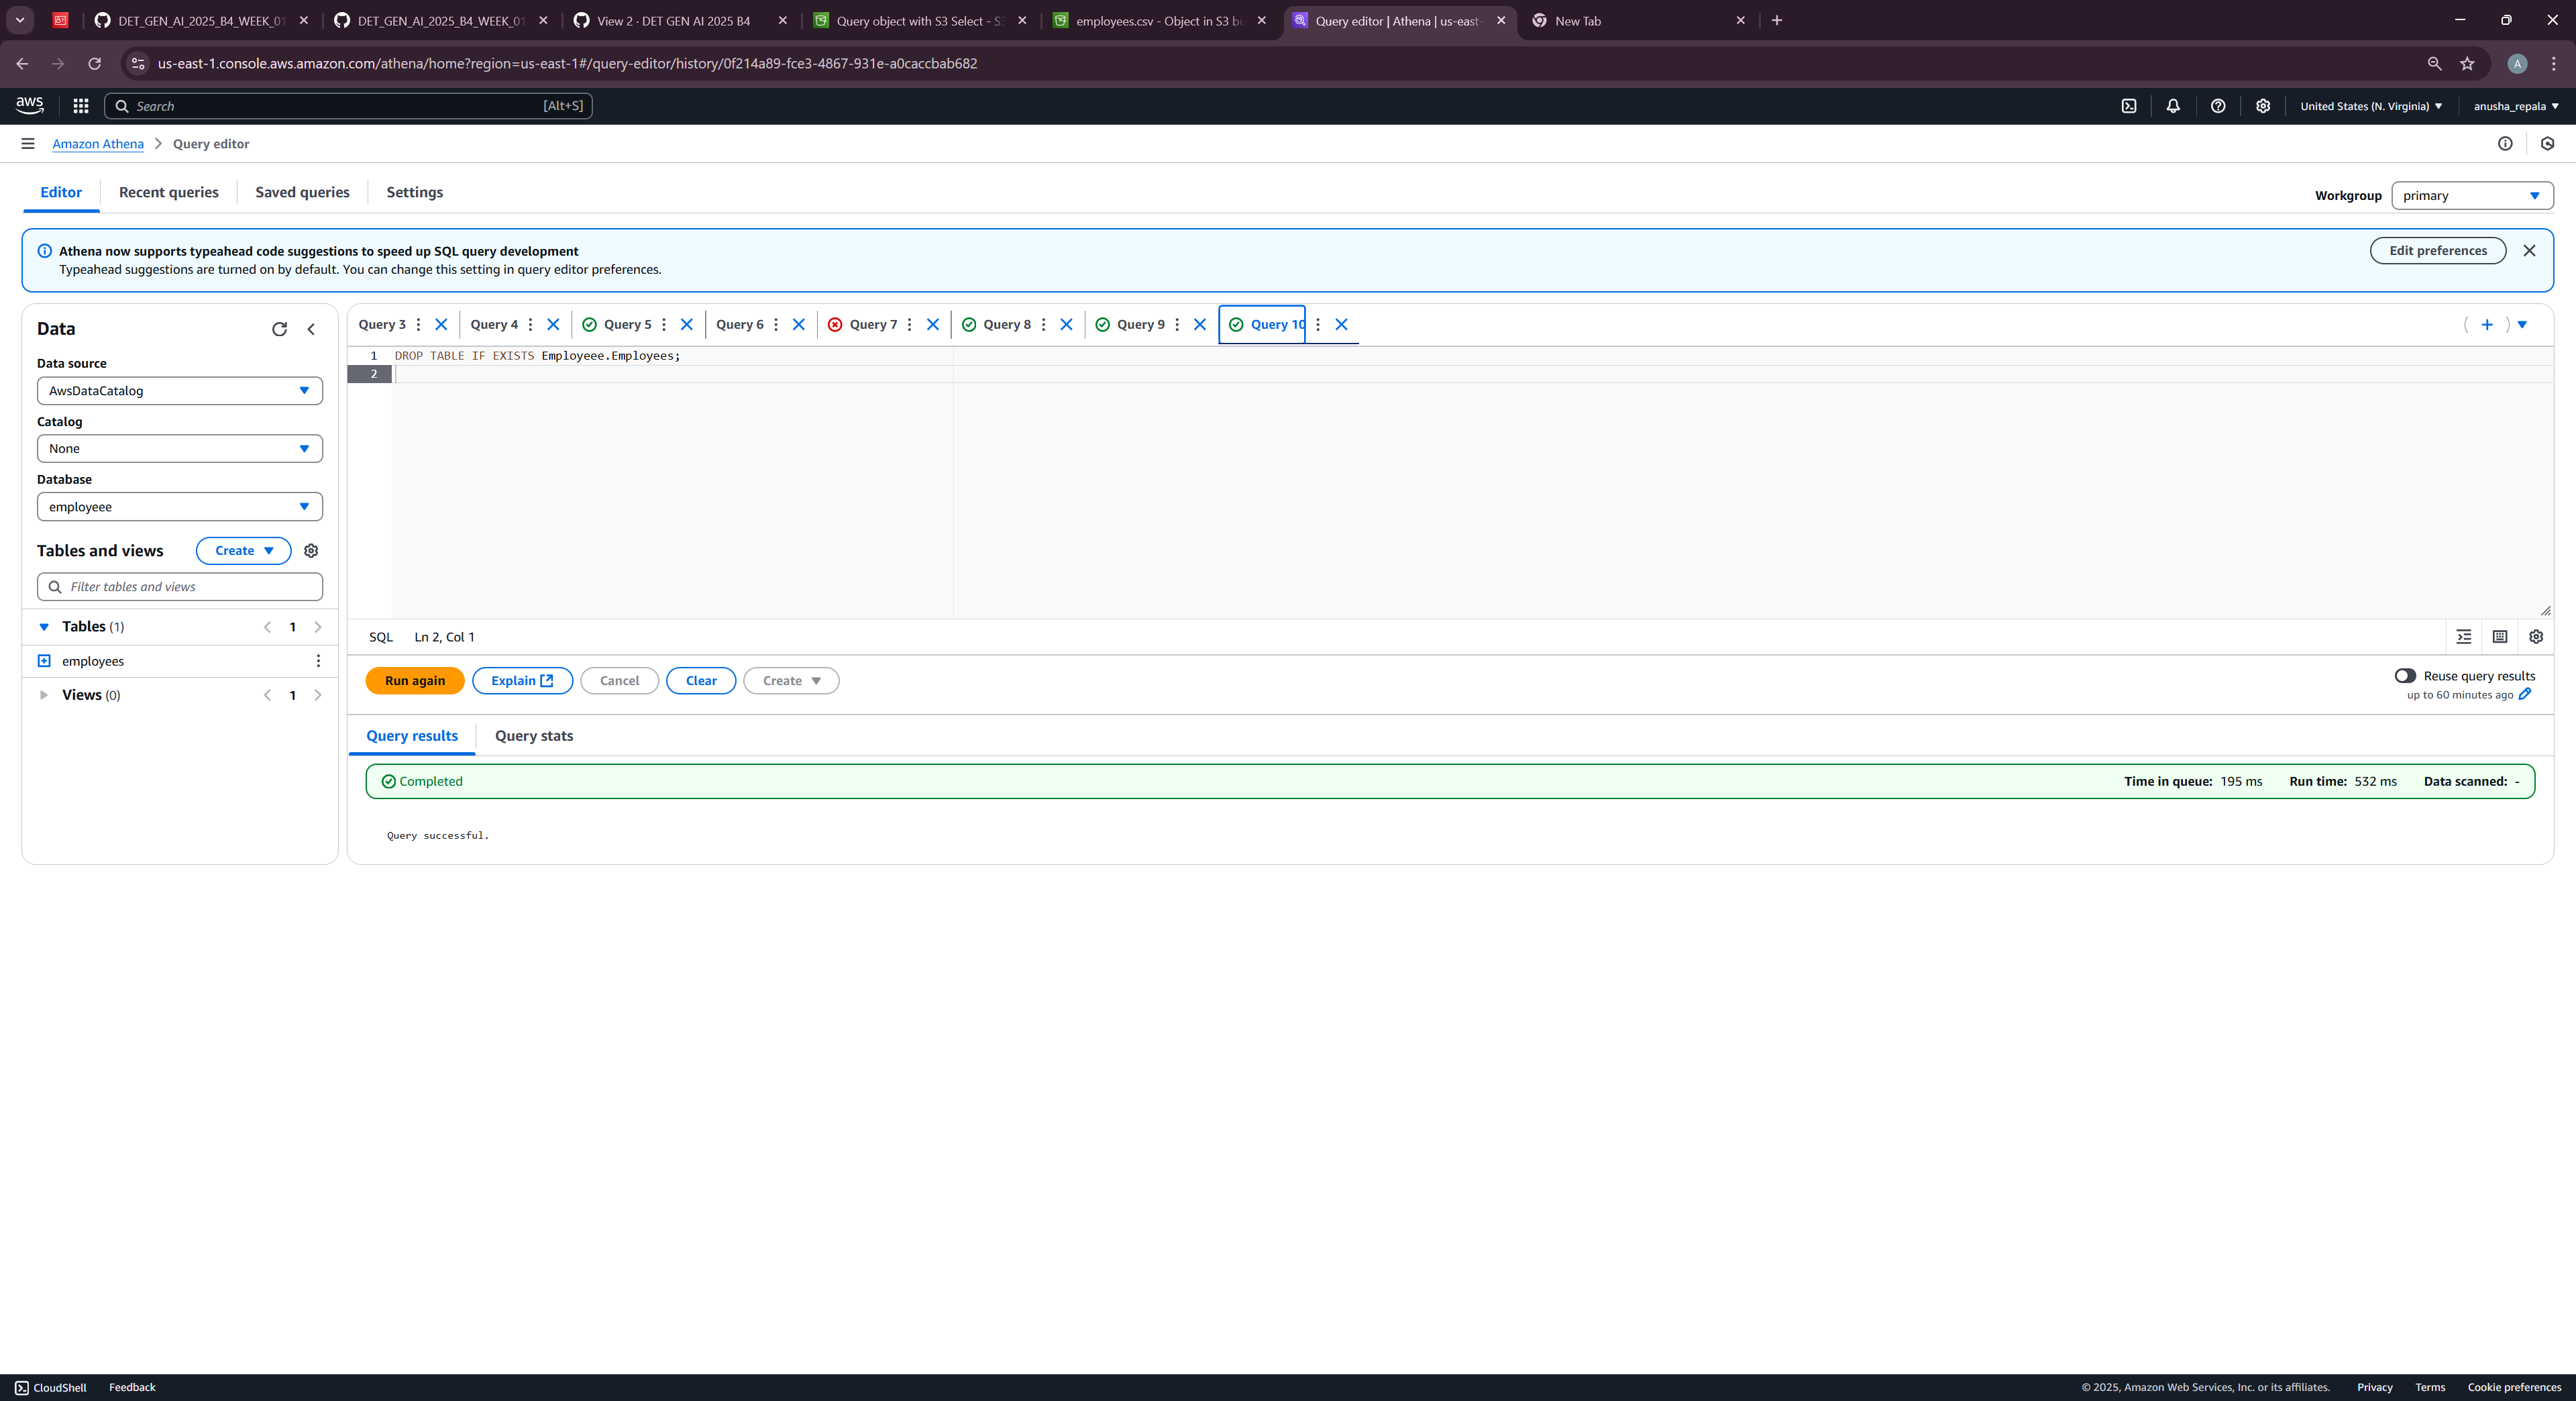 DET_GEN_AI_2025_B4_WEEK_01
DET_GEN_AI_2025_B4_WEEK_01
View 2 · DET GEN AI 2025 B4
Query object with S3 Select - S3
employees.csv - Object in S3 bu
Query editor | Athena | us-east-
New Tab
us-east-1.console.aws.amazon.com/athena/home?region=us-east-1#/query-editor/history/0f214a89-fce3-4867-931e-a0caccbab682
A
aws
Search
[Alt+S]
United States (N. Virginia)
anusha_repala
Amazon Athena
Query editor
Editor
Recent queries
Saved queries
Settings
Workgroup
primary
Athena now supports typeahead code suggestions to speed up SQL query development
Typeahead suggestions are turned on by default. You can change this setting in query editor preferences.
Edit preferences
Data
Data source
AwsDataCatalog
Catalog
None
Database
employeee
Tables and views
Create
Filter tables and views
Tables (1)
1
employees
Views (0)
1
Query 3
Query 4
Query 5
Query 6
Query 7
Query 8
Query 9
Query 10
1 DROP TABLE IF EXISTS Employeee.Employees;
2
SQL
Ln 2, Col 1
Run again
Explain
Cancel
Clear
Create
Reuse query results
up to 60 minutes ago
Query results
Query stats
Completed
Time in queue: 195 ms
Run time: 532 ms
Data scanned: -
Query successful.
CloudShell
Feedback
© 2025, Amazon Web Services, Inc. or its affiliates.
Privacy
Terms
Cookie preferences